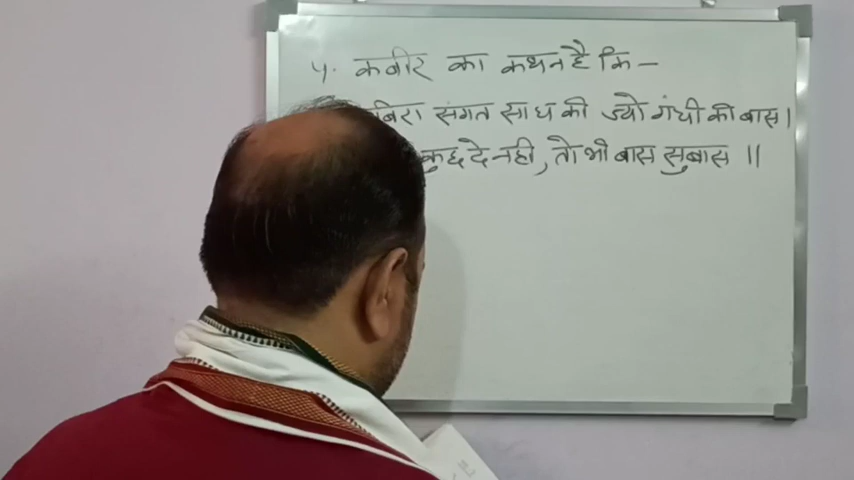 ५. कबीर का कथन है कि —
बिरा संगत साध की ज्यो गंधी की बास ।
कुछ दे नही, तो भी बास सुबास ॥